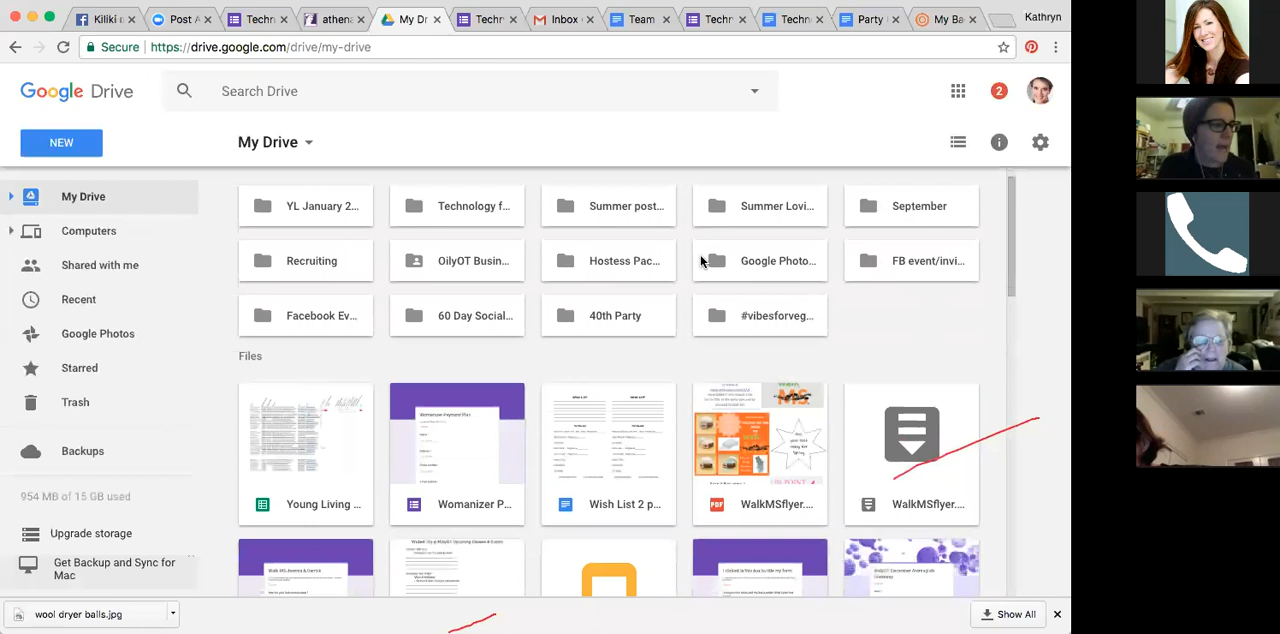 Kiliki
Post A
Techn
athena
My Dr
Techn
Inbox
Team
Techn
Techn
Party
My Ba
Kathryn
Secure
https://drive.google.com/drive/my-drive
Google Drive
Search Drive
2
NEW
My Drive
My Drive
Computers
Shared with me
Recent
Google Photos
Starred
Trash
Backups
954 MB of 15 GB used
Upgrade storage
Get Backup and Sync for
Mac
YL January 2...
Technology f...
Summer post...
Summer Lovi...
September
Recruiting
OilyOT Busin...
Hostess Pac...
Google Photo...
FB event/invi...
Facebook Ev...
60 Day Social...
40th Party
#vibesforveg...
Files
Young Living ...
Womanizer P...
Wish List 2 p...
WalkMSflyer....
WalkMSflyer....
wool dryer balls.jpg
Show All